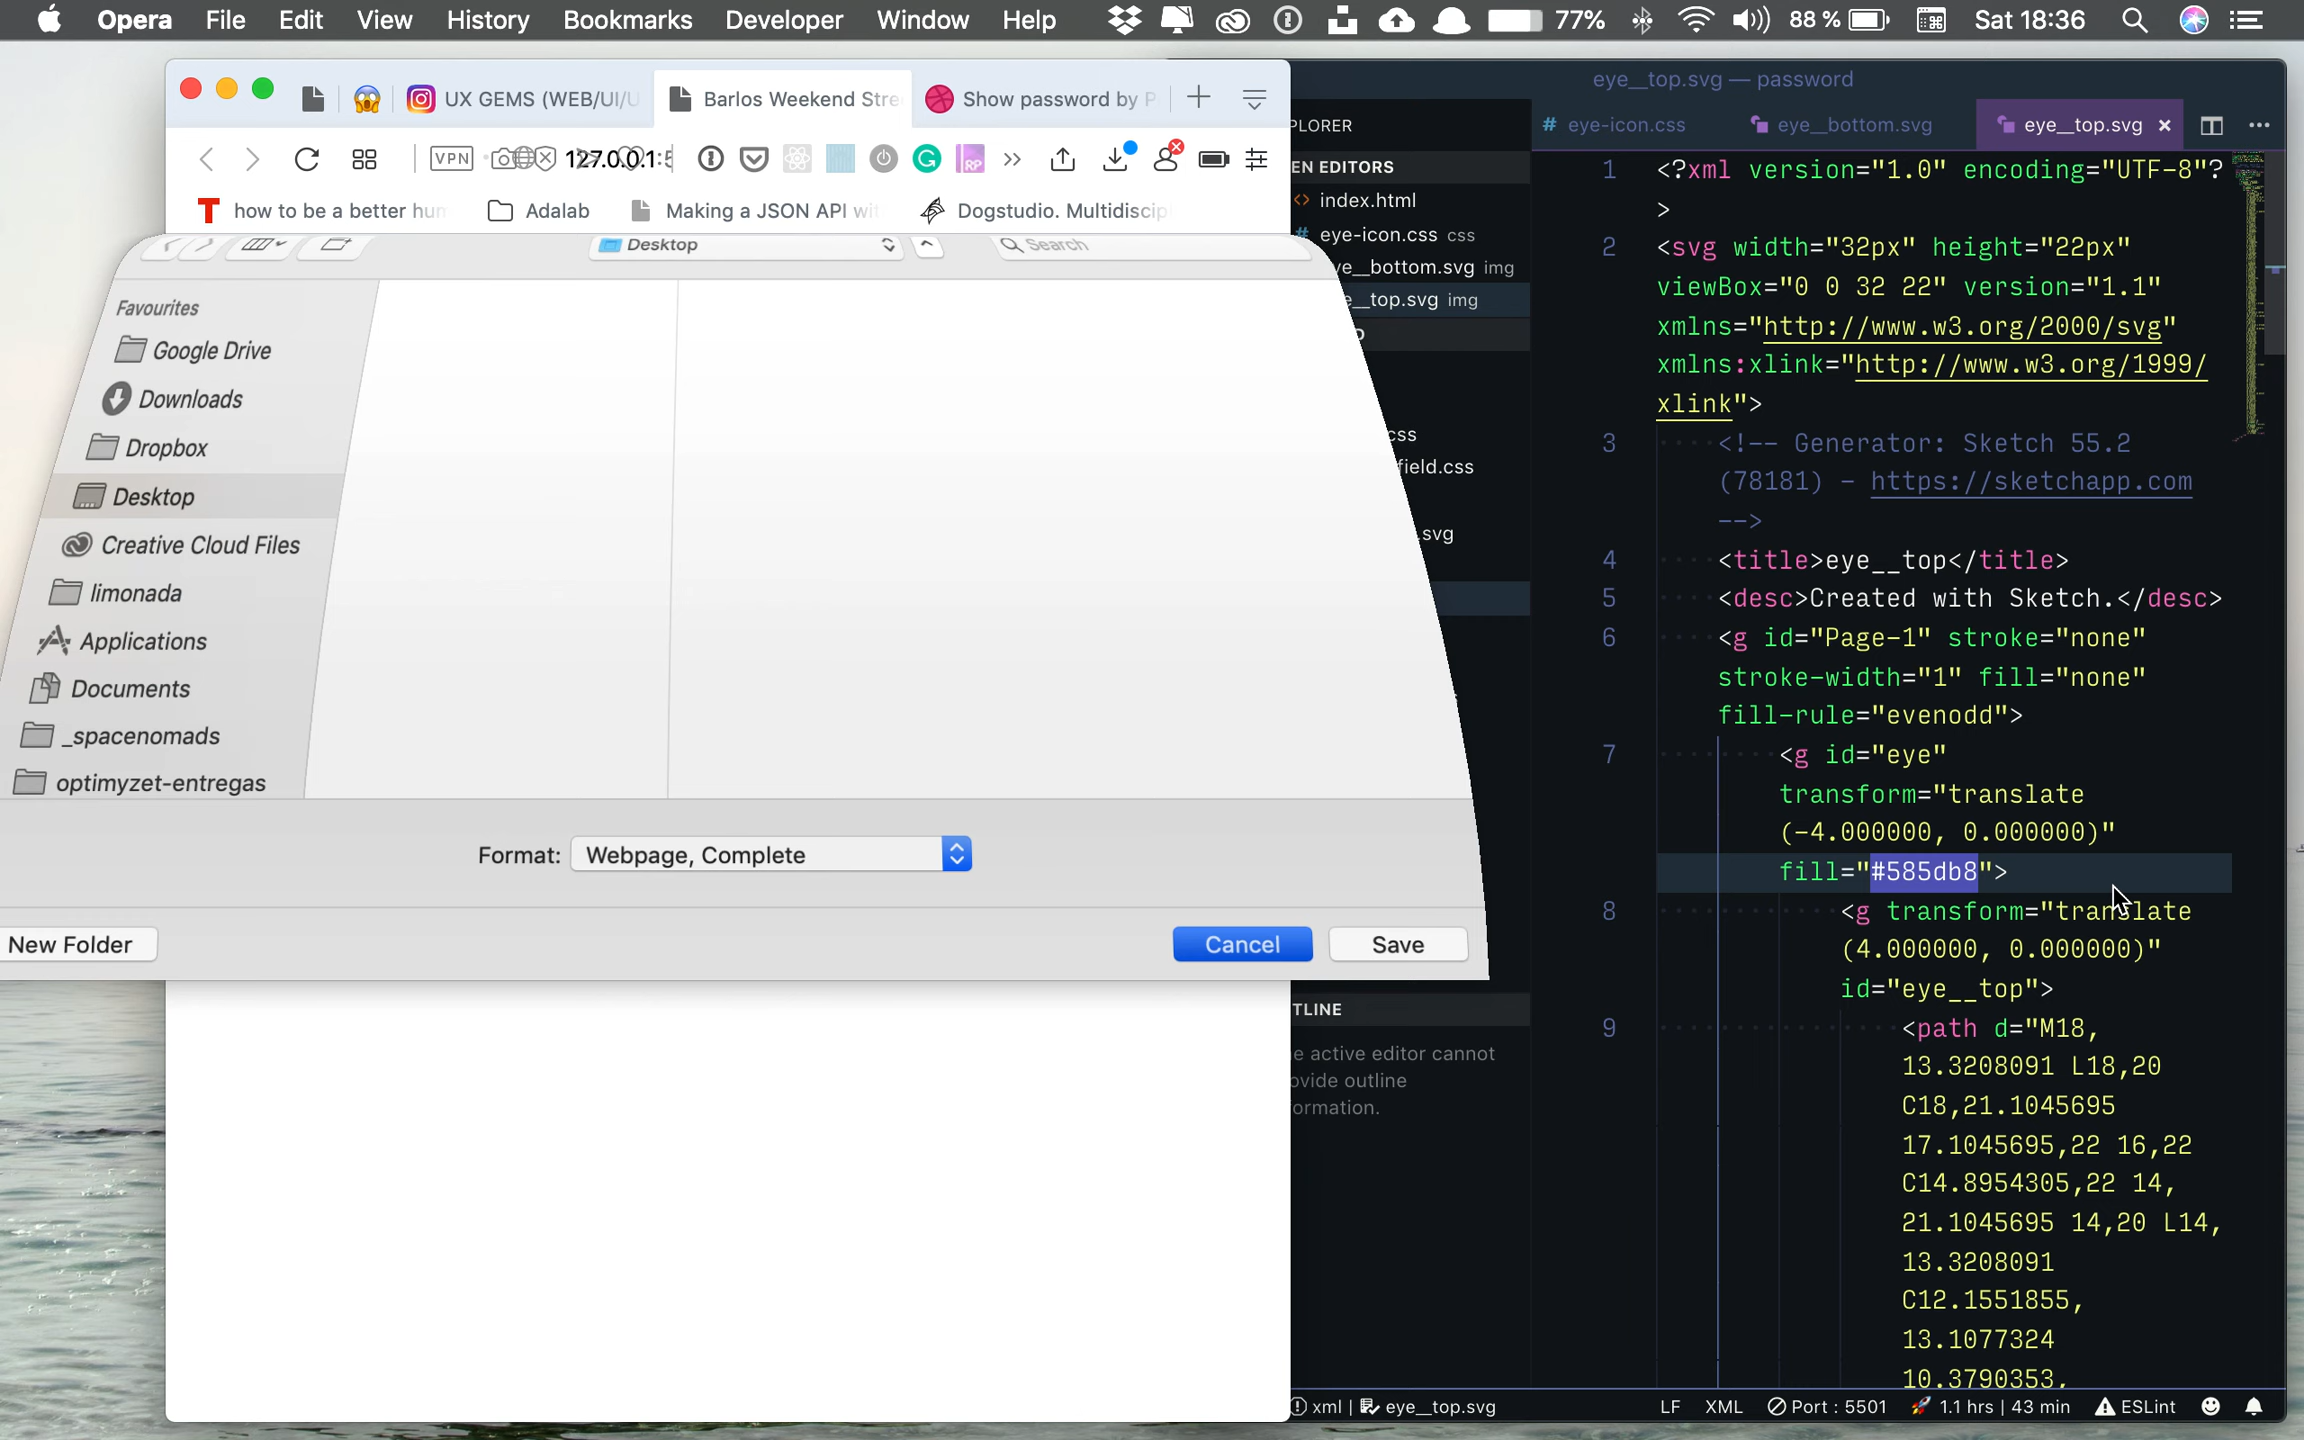 Opera File Edit View History Bookmarks Developer Window Help 77% 88 % Sat 18:36
UX GEMS (WEB/UI/U
Barlos Weekend Stre
Show password by P
VPN 127.0.0.1:5
how to be a better hum
Adalab
Making a JSON API wit
Dogstudio. Multidiscip
Desktop
Search
Favourites
Google Drive
Downloads
Dropbox
Desktop
Creative Cloud Files
limonada
Applications
Documents
_spacenomads
optimyzet-entregas
Format: Webpage, Complete
New Folder
Cancel
Save
eye__top.svg — password
PLORER
EN EDITORS
index.html
eye-icon.css css
ye__bottom.svg img
e__top.svg img
D
css
field.css
.svg
TLINE
e active editor cannot
ovide outline
ormation.
eye-icon.css
eye__bottom.svg
eye__top.svg
1 <?xml version="1.0" encoding="UTF-8"?
>
2 <svg width="32px" height="22px"
viewBox="0 0 32 22" version="1.1"
xmlns="http://www.w3.org/2000/svg"
xmlns:xlink="http://www.w3.org/1999/
xlink">
3 <!-- Generator: Sketch 55.2
(78181) - https://sketchapp.com
-->
4 <title>eye__top</title>
5 <desc>Created with Sketch.</desc>
6 <g id="Page-1" stroke="none"
stroke-width="1" fill="none"
fill-rule="evenodd">
7 <g id="eye"
transform="translate
(-4.000000, 0.000000)"
fill="#585db8">
8 <g transform="translate
(4.000000, 0.000000)"
id="eye__top">
9 <path d="M18,
13.3208091 L18,20
C18,21.1045695
17.1045695,22 16,22
C14.8954305,22 14,
21.1045695 14,20 L14,
13.3208091
C12.1551855,
13.1077324
10.3790353,
xml | eye__top.svg
LF XML Port : 5501 1.1 hrs | 43 min ESLint